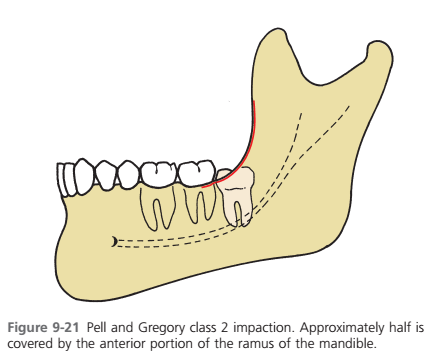 Figure 9-21 Pell and Gregory class 2 impaction. Approximately half is
covered by the anterior portion of the ramus of the mandible.